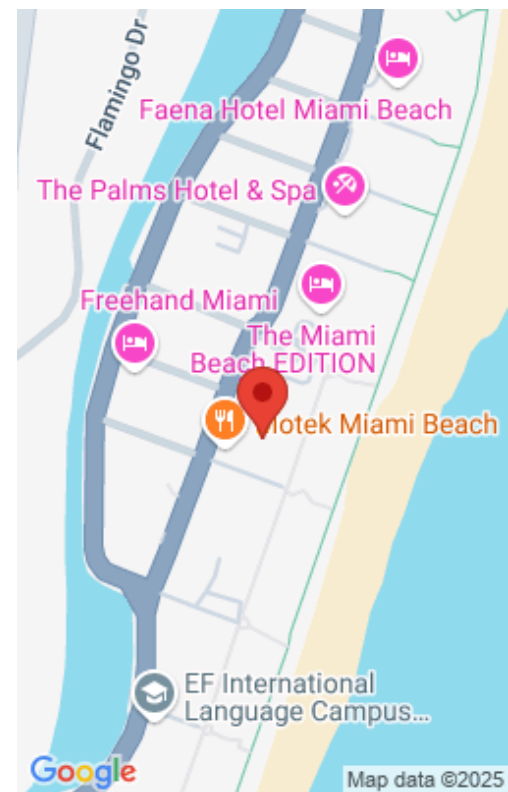 Flamingo Dr
Faena Hotel Miami Beach
The Palms Hotel & Spa
Freehand Miami
The Miami
Beach EDITION
Miami Beach
EF International
Language Campus...
Google
Map data ©2025